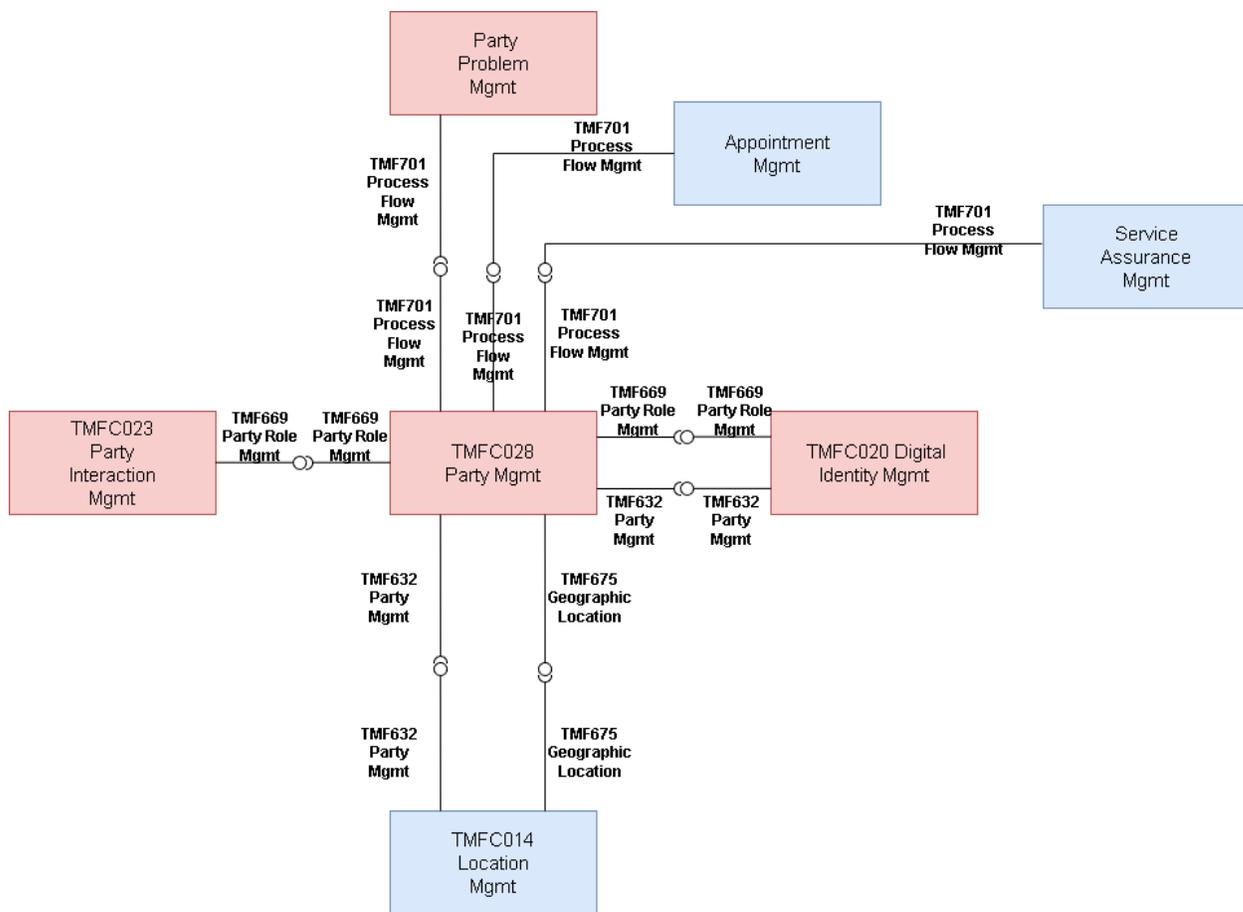 Party
Problem
Mgmt
TMF701
Process
Flow Mgmt
Appointment
Mgmt
TMF701
Process
Flow
Mgmt
TMF701
Process
Flow Mgmt
Service
Assurance
Mgmt
TMF701
Process
Flow
Mgmt
TMF701
Process
Flow
Mgmt
TMF701
Process
Flow Mgmt
TMFC023
Party
Interaction
Mgmt
TMF669
Party Role
Mgmt
TMF669
Party Role
Mgmt
TMFC028
Party Mgmt
TMF669
Party Role
Mgmt
TMF669
Party Role
Mgmt
TMFC020 Digital
Identity Mgmt
TMF632
Party
Mgmt
TMF632
Party
Mgmt
TMF632
Party
Mgmt
TMF675
Geographic
Location
TMF632
Party
Mgmt
TMF675
Geographic
Location
TMFC014
Location
Mgmt